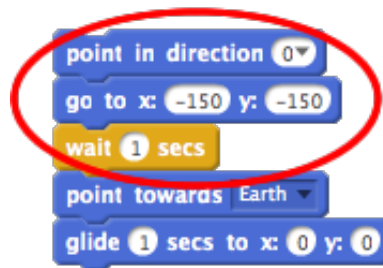 point in direction 0
go to x: -150 y: -150
wait 1 secs
point towards Earth
glide 1 secs to x: 0 y: 0